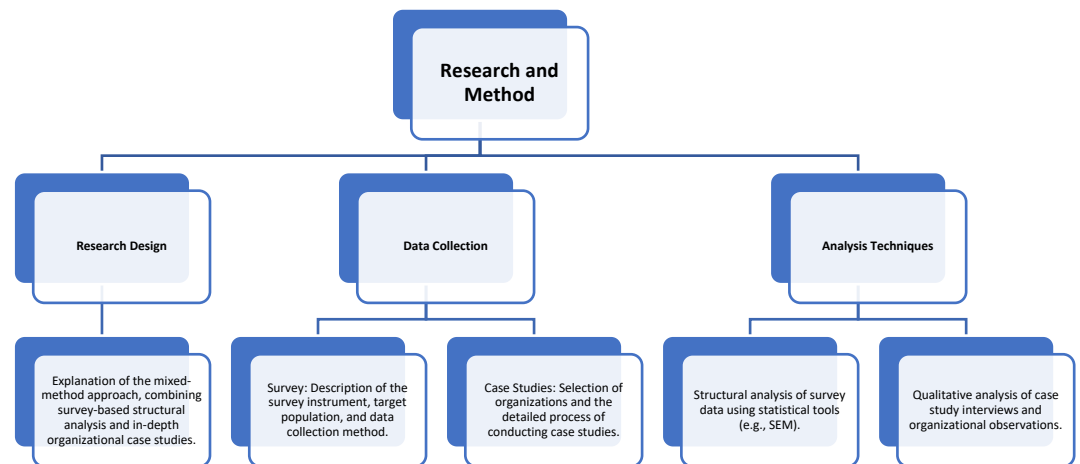 Research and
Method
Research Design
Data Collection
Analysis Techniques
Explanation of the mixed-
method approach, combining
survey-based structural
analysis and in-depth
organizational case studies.
Survey: Description of the
survey instrument, target
population, and data
collection method.
Case Studies: Selection of
organizations and the
detailed process of
conducting case studies.
Structural analysis of survey
data using statistical tools
(e.g., SEM).
Qualitative analysis of case
study interviews and
organizational observations.